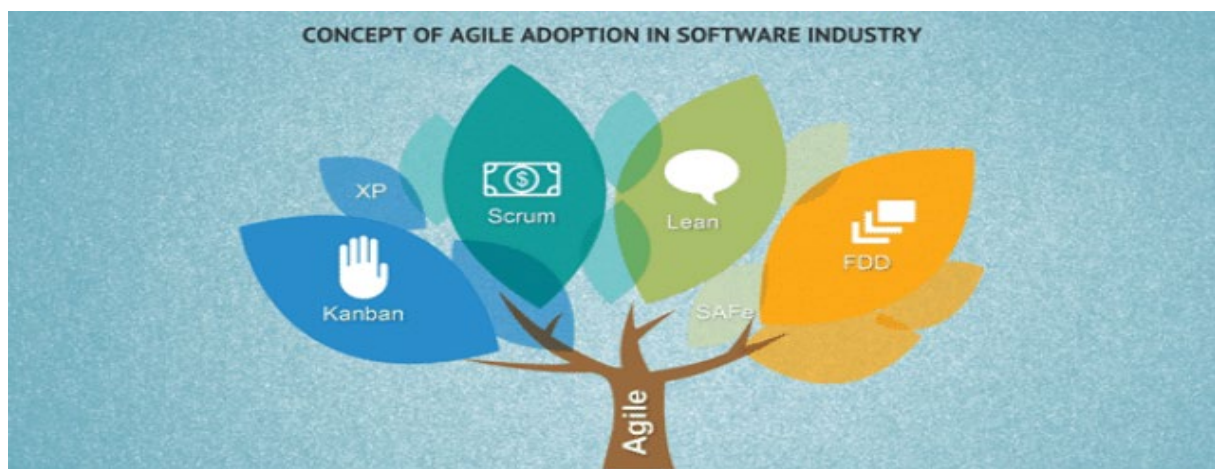 CONCEPT OF AGILE ADOPTION IN SOFTWARE INDUSTRY
XP
Scrum
Lean
FDD
Kanban
SAFe
Agile